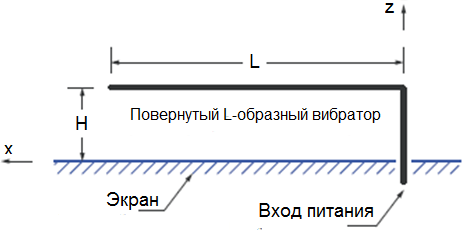 z
L
H
Повернутый L-образный вибратор
x
Экран
Вход питания